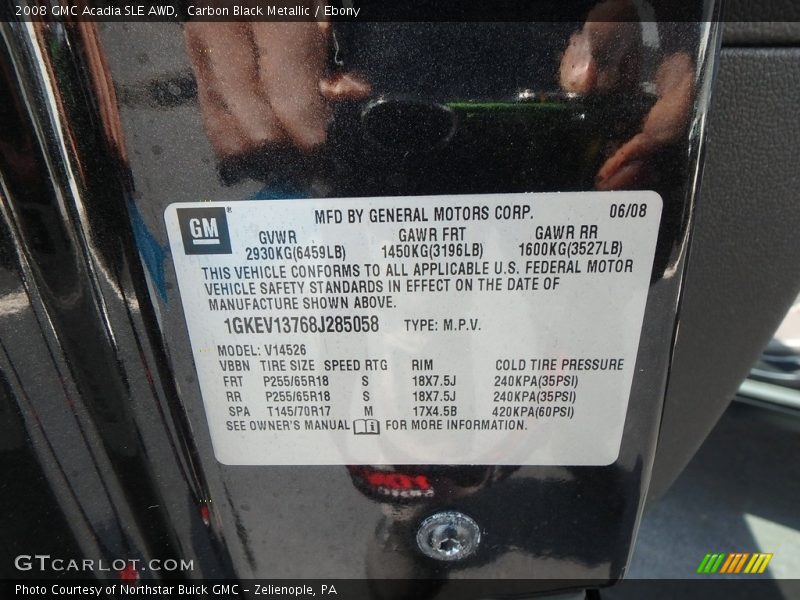 2008 GMC Acadia SLE AWD, Carbon Black Metallic / Ebony
GM®
MFD BY GENERAL MOTORS CORP. 06/08
GVWR GAWR FRT GAWR RR
2930KG(6459LB) 1450KG(3196LB) 1600KG(3527LB)
THIS VEHICLE CONFORMS TO ALL APPLICABLE U.S. FEDERAL MOTOR
VEHICLE SAFETY STANDARDS IN EFFECT ON THE DATE OF
MANUFACTURE SHOWN ABOVE.
1GKEV13768J285058 TYPE: M.P.V.
MODEL: V14526
VBBN TIRE SIZE SPEED RTG RIM COLD TIRE PRESSURE
FRT P255/65R18 S 18X7.5J 240KPA(35PSI)
RR P255/65R18 S 18X7.5J 240KPA(35PSI)
SPA T145/70R17 M 17X4.5B 420KPA(60PSI)
SEE OWNER'S MANUAL FOR MORE INFORMATION.
GTCARLOT.COM
Photo Courtesy of Northstar Buick GMC - Zelienople, PA